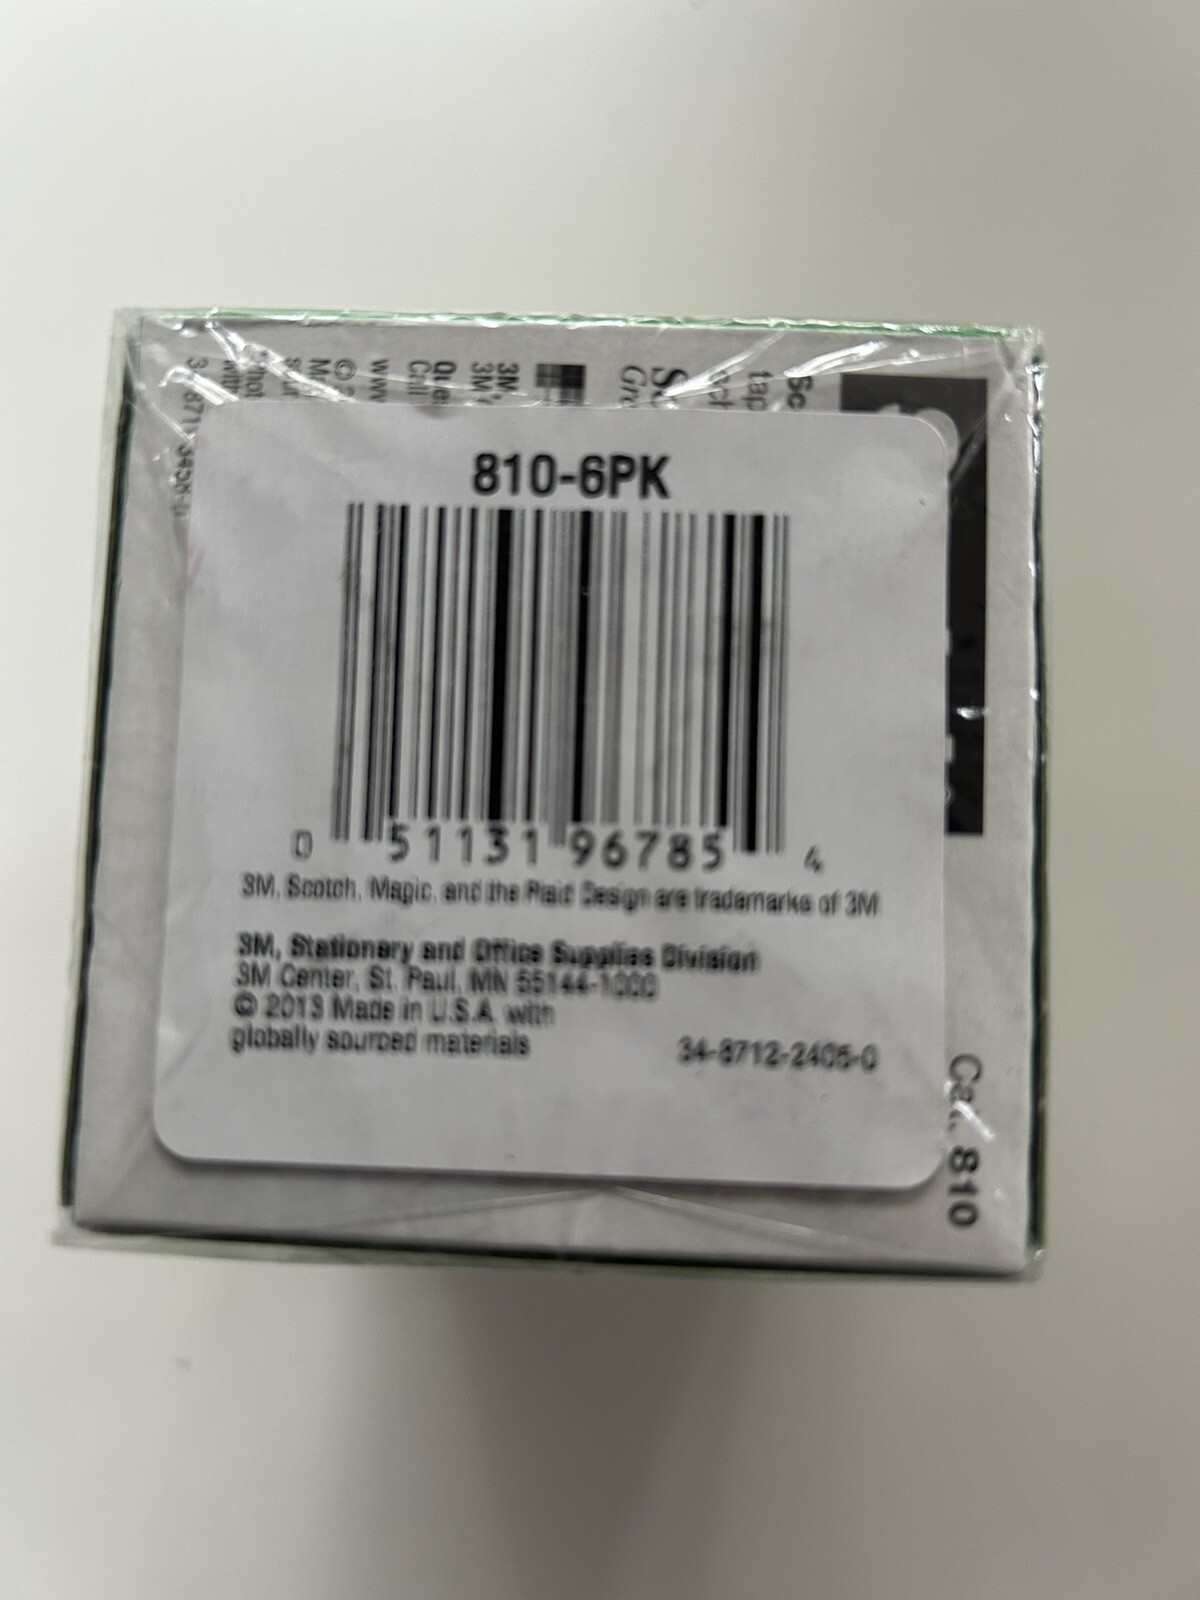 810-6PK
0 51131 96785 4
3M, Scotch, Magic, and the Plaid Design are trademarks of 3M
3M, Stationery and Office Supplies Division
3M Center, St. Paul, MN 55144-1000
© 2013 Made in U.S.A. with
globally sourced materials
34-8712-2405-0
Cat. 810